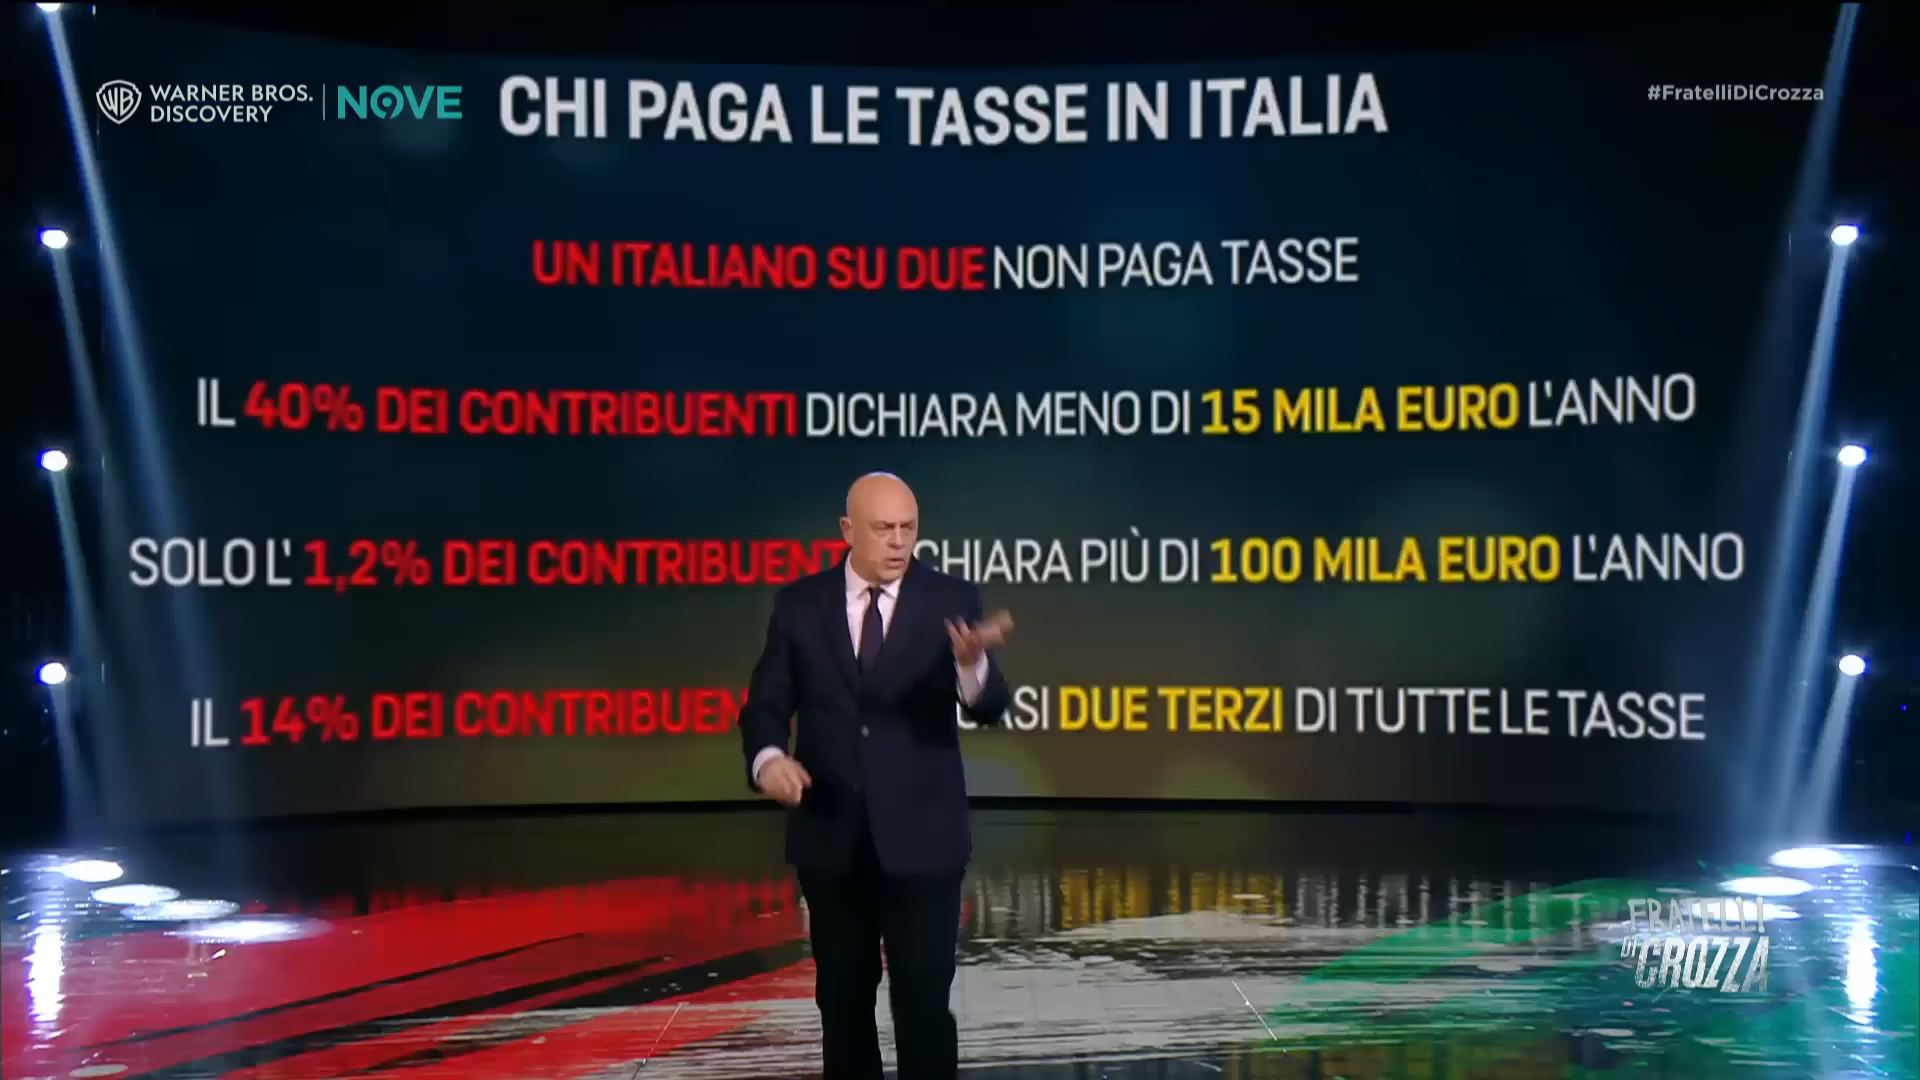 WARNER BROS. DISCOVERY | NOVE
#FratelliDiCrozza
CHI PAGA LE TASSE IN ITALIA
UN ITALIANO SU DUE NON PAGA TASSE
IL 40% DEI CONTRIBUENTI DICHIARA MENO DI 15 MILA EURO L'ANNO
SOLO L' 1,2% DEI CONTRIBUENT CHIARA PIÙ DI 100 MILA EURO L'ANNO
IL 14% DEI CONTRIBUEN ASI DUE TERZI DI TUTTE LE TASSE
FRATELLI
DI CROZZA